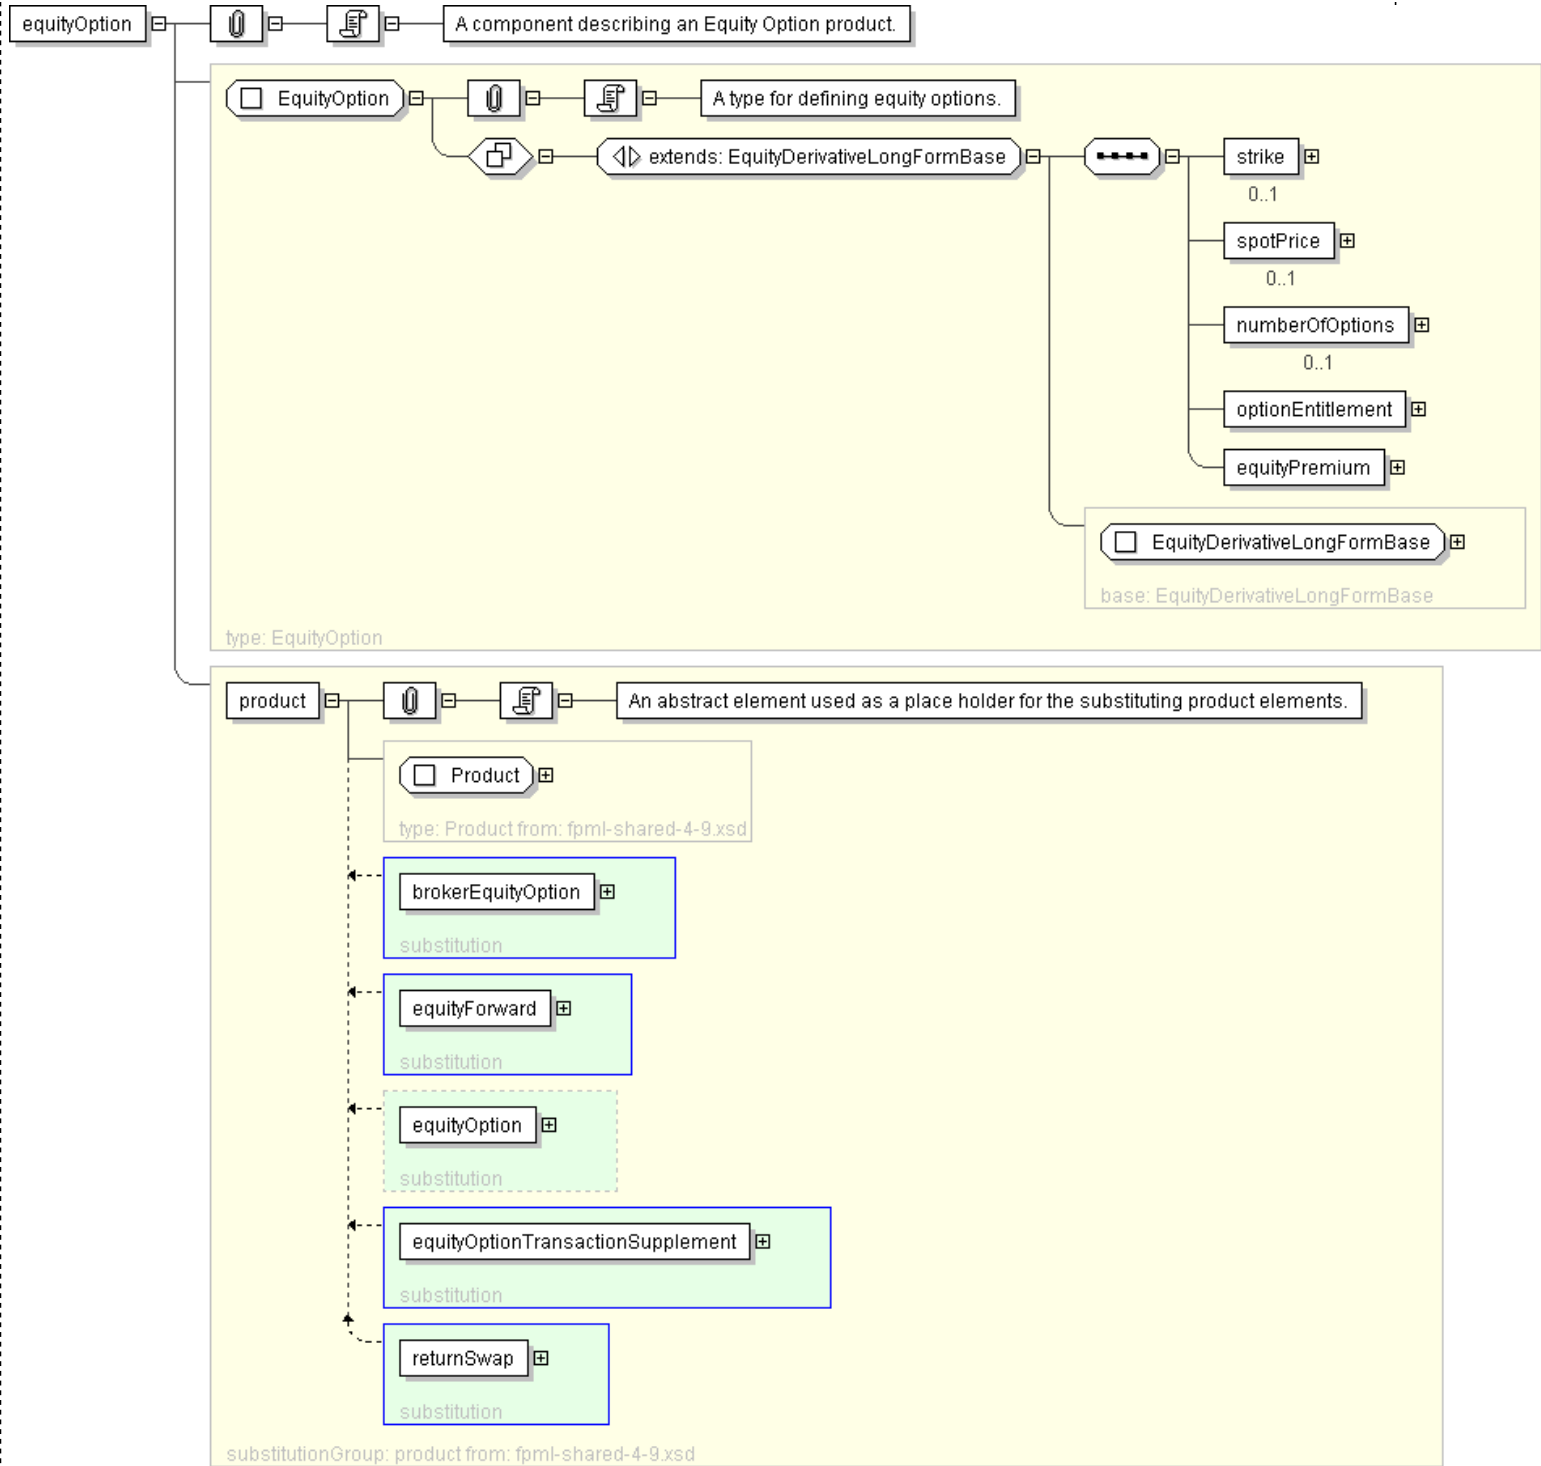 equityOption
A component describing an Equity Option product.
EquityOption
A type for defining equity options.
extends: EquityDerivativeLongFormBase
strike
0..1
spotPrice
0..1
numberOfOptions
0..1
optionEntitlement
equityPremium
EquityDerivativeLongFormBase
base: EquityDerivativeLongFormBase
type: EquityOption
product
An abstract element used as a place holder for the substituting product elements.
Product
type: Product from: fpml-shared-4-9.xsd
brokerEquityOption
substitution
equityForward
substitution
equityOption
substitution
equityOptionTransactionSupplement
substitution
returnSwap
substitution
substitutionGroup: product from: fpml-shared-4-9.xsd